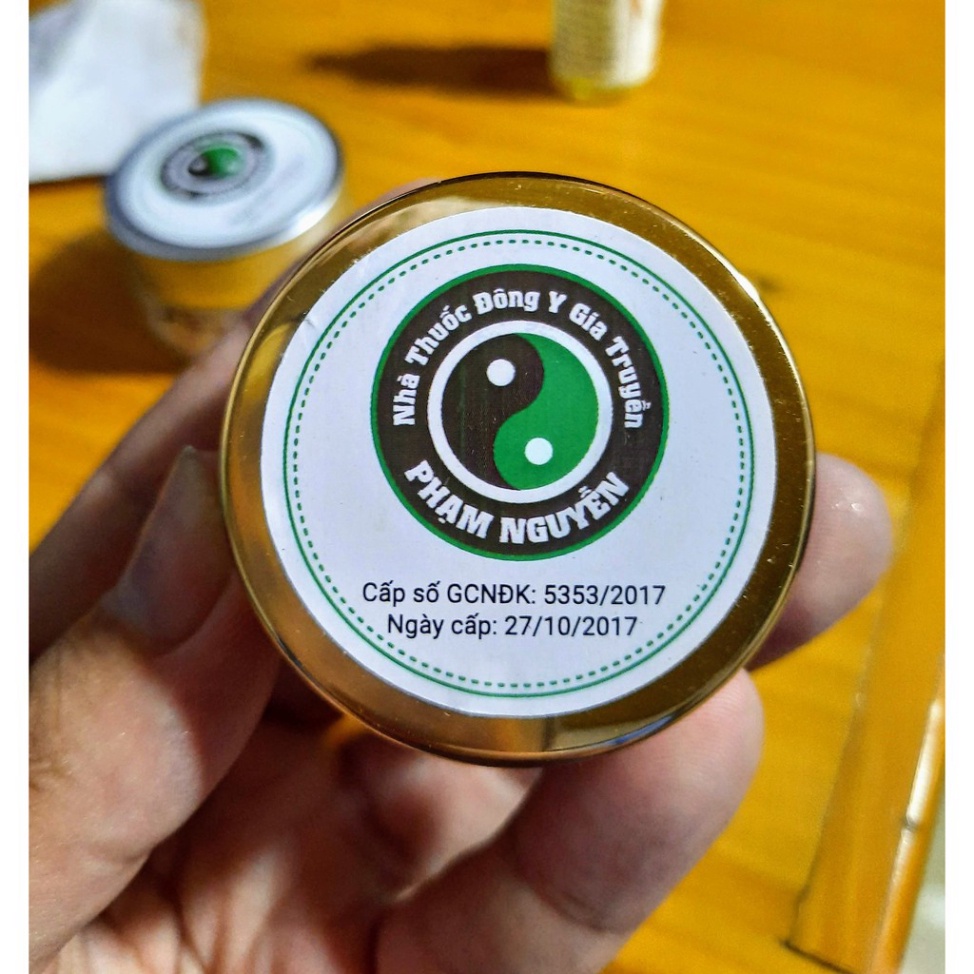 Nhà Thuốc Đông Y Gia Truyền
PHẠM NGUYỄN
Cấp số GCNĐK: 5353/2017
Ngày cấp: 27/10/2017